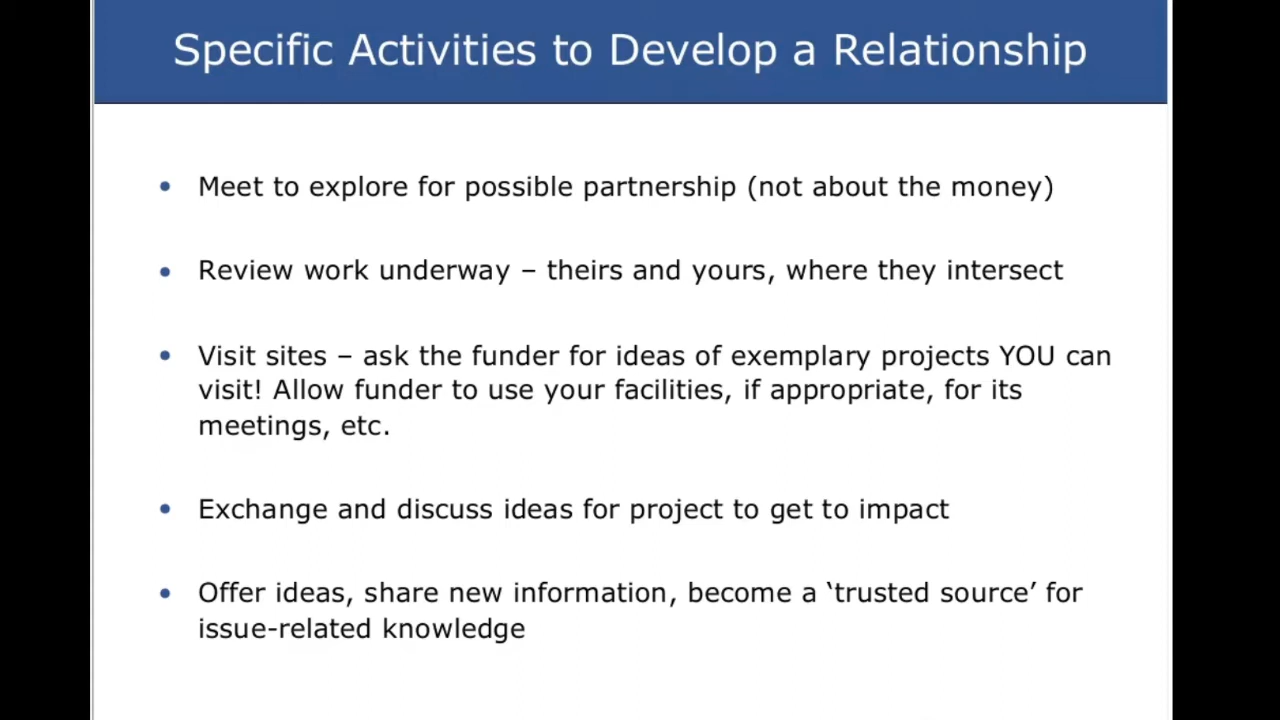 Specific Activities to Develop a Relationship
• Meet to explore for possible partnership (not about the money)
• Review work underway – theirs and yours, where they intersect
• Visit sites – ask the funder for ideas of exemplary projects YOU can
visit! Allow funder to use your facilities, if appropriate, for its
meetings, etc.
• Exchange and discuss ideas for project to get to impact
• Offer ideas, share new information, become a ‘trusted source’ for
issue-related knowledge